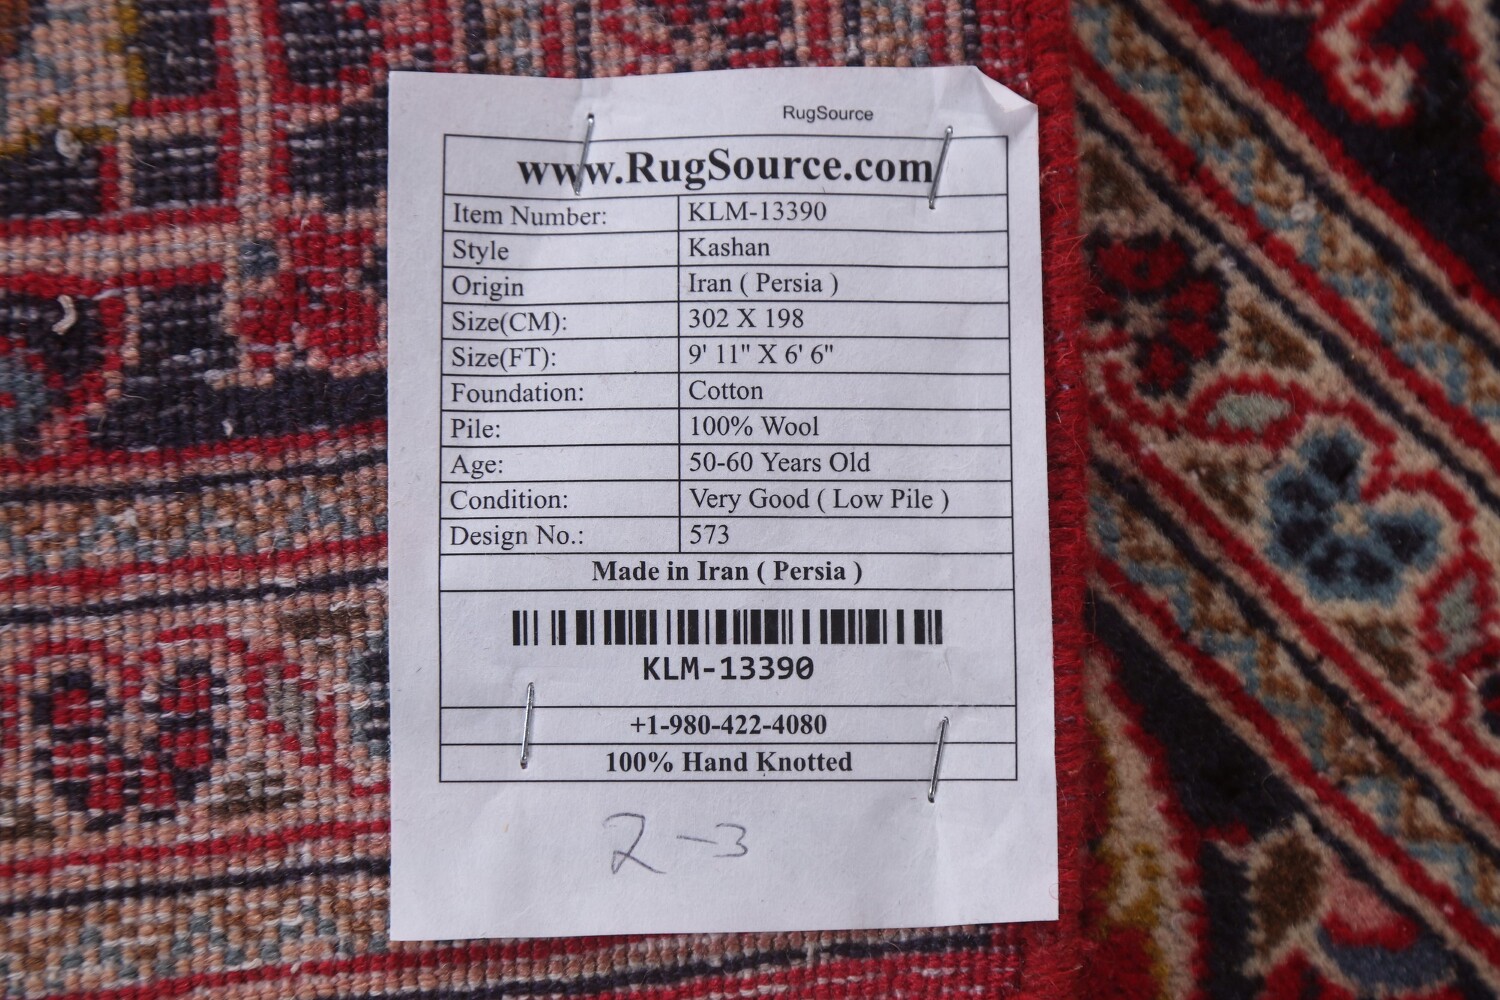 RugSource
www.RugSource.com
Item Number: KLM-13390
Style Kashan
Origin Iran ( Persia )
Size(CM): 302 X 198
Size(FT): 9' 11" X 6' 6"
Foundation: Cotton
Pile: 100% Wool
Age: 50-60 Years Old
Condition: Very Good ( Low Pile )
Design No.: 573
Made in Iran ( Persia )
KLM-13390
+1-980-422-4080
100% Hand Knotted
2-3